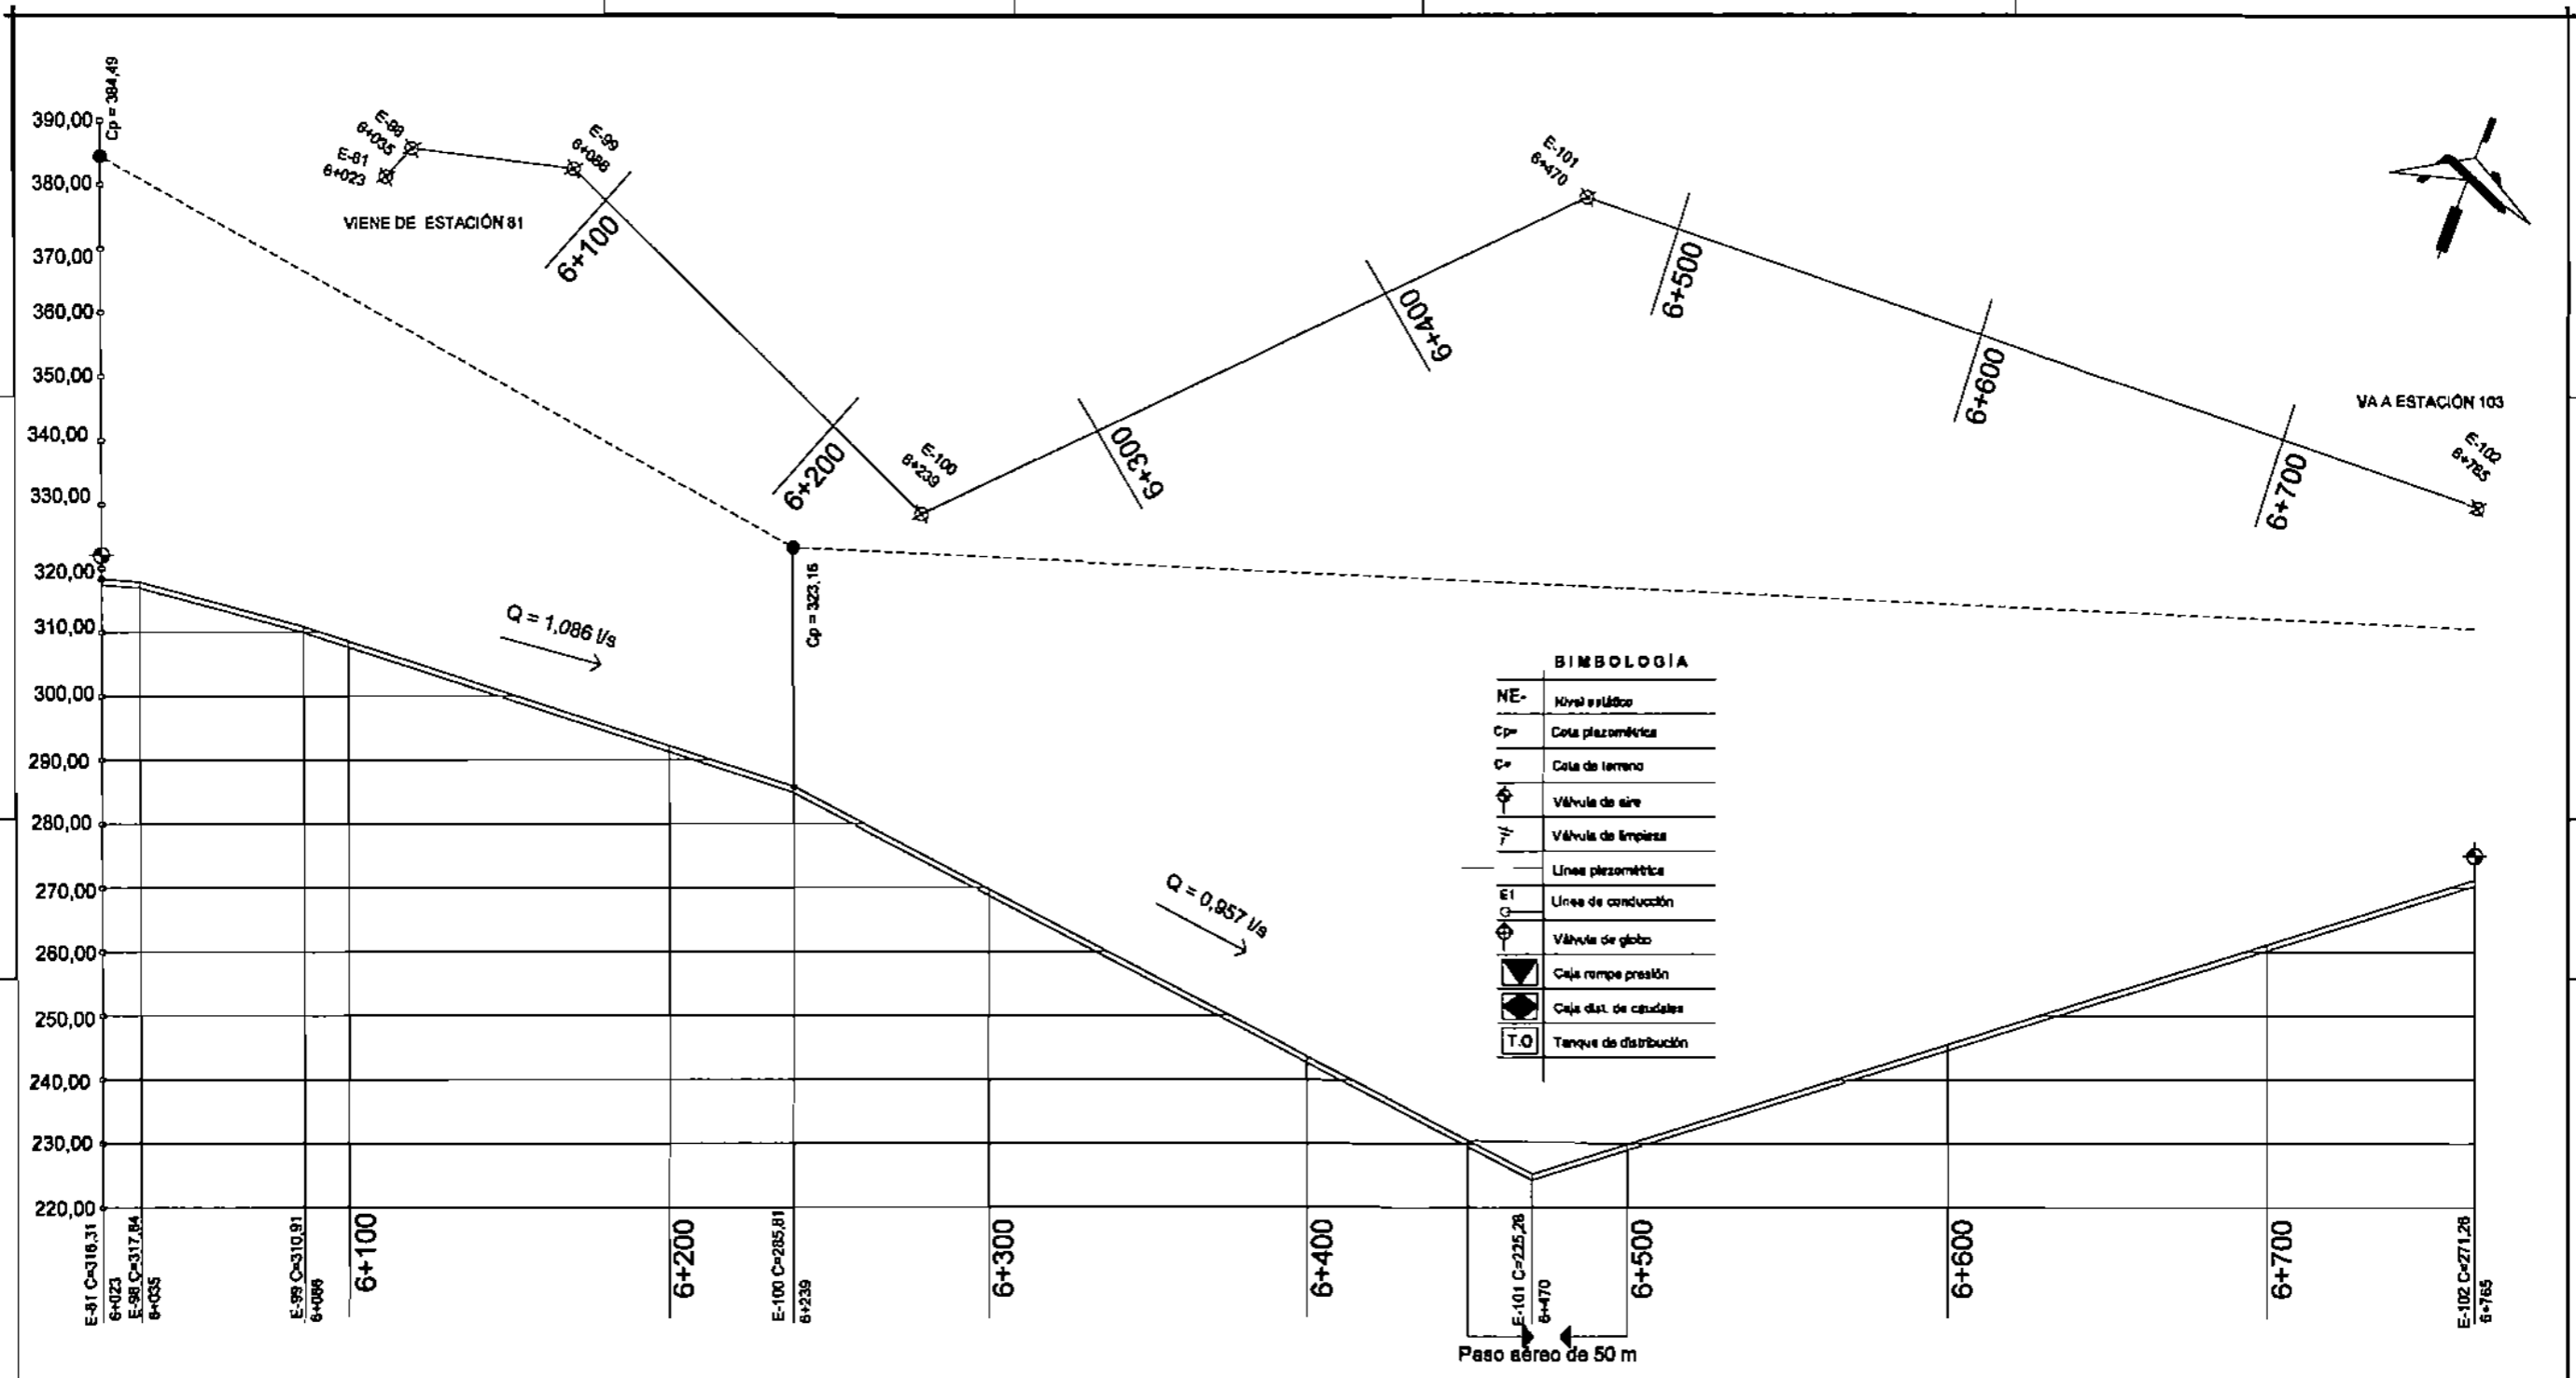 Cp = 384,49
390,00
380,00
370,00
360,00
350,00
340,00
330,00
320,00
310,00
300,00
290,00
280,00
270,00
260,00
250,00
240,00
230,00
220,00
E-98
6+035
E-81
6+023
E-99
6+086
VIENE DE ESTACIÓN 81
6+100
6+200
E-100
6+239
6+300
6+400
E-101
6+470
6+500
6+600
6+700
VA A ESTACIÓN 103
E-102
6+765
Q = 1,086 l/s
Cp = 323,16
Q = 0,957 l/s
SIMBOLOGÍA
NE- Nivel estático
Cp= Cota piezométrica
C= Cota de terreno
Válvula de aire
Válvula de limpieza
Línea piezométrica
E1 Línea de conducción
Válvula de globo
Caja rompe presión
Caja dist. de caudales
T.D Tanque de distribución
E-81 C=318,31
6+023
E-98 C=317,84
6+035
E-99 C=310,91
6+086
6+100
6+200
E-100 C=285,81
6+239
6+300
6+400
E-101 C=225,28
6+470
6+500
6+600
6+700
E-102 C=271,26
6+765
Paso aéreo de 50 m